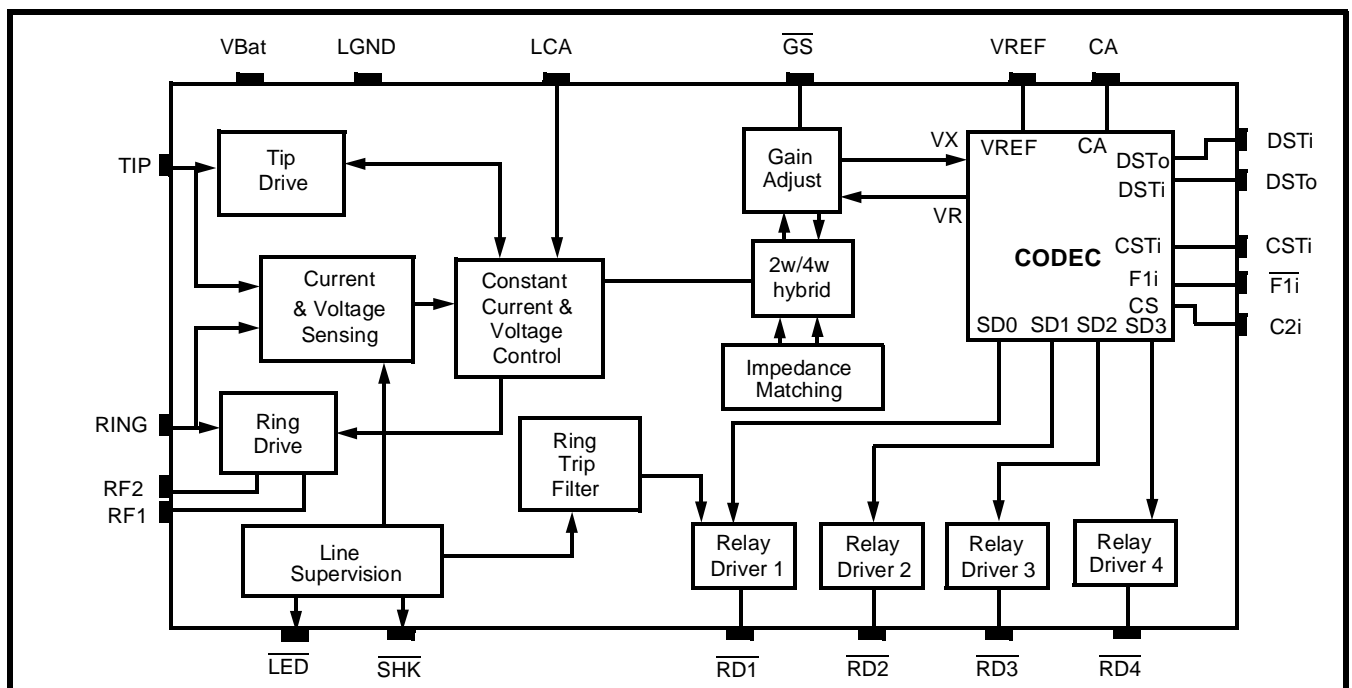 VBat LGND LCA GS VREF CA
TIP
Tip
Drive
Gain
Adjust
VX
VR
VREF CA
DSTo
DSTi
CSTi
CODEC
F1i
CS
SD0 SD1 SD2 SD3
DSTi
DSTo
CSTi
F1i
C2i
Current
& Voltage
Sensing
Constant
Current &
Voltage
Control
2w/4w
hybrid
Impedance
Matching
RING
Ring
Drive
RF2
RF1
Ring
Trip
Filter
Line
Supervision
Relay
Driver 1
Relay
Driver 2
Relay
Driver 3
Relay
Driver 4
LED SHK RD1 RD2 RD3 RD4